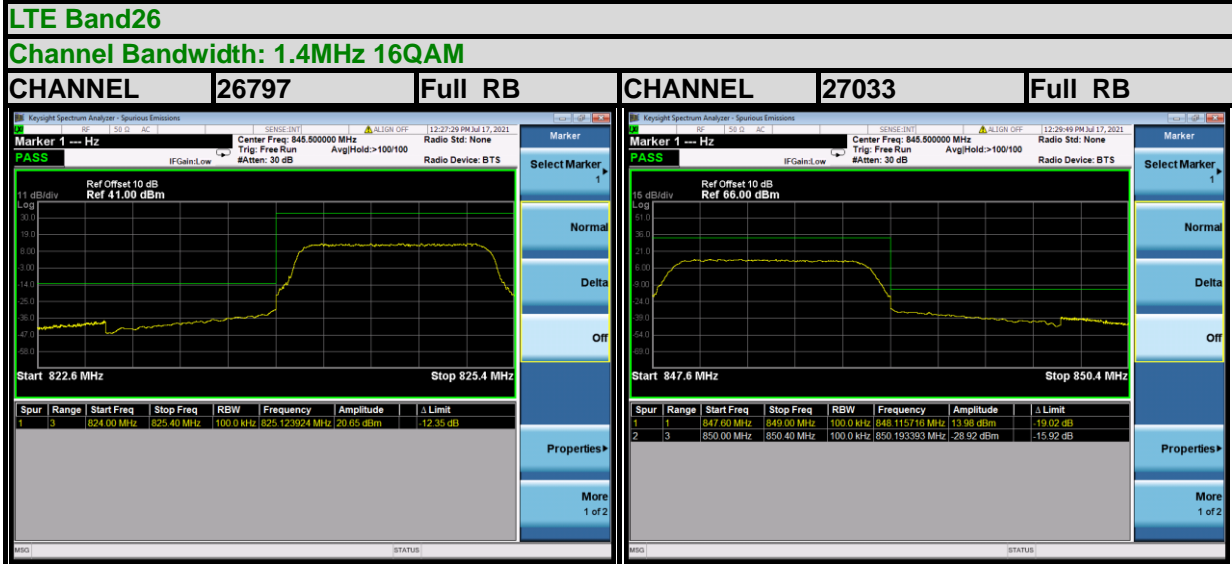 LTE Band26
Channel Bandwidth: 1.4MHz 16QAM
CHANNEL 26797 Full RB CHANNEL 27033 Full RB
Keysight Spectrum Analyzer - Spurious Emissions
RF 50 Ω AC SENSE:INT ALIGN OFF 12:27:29 PM Jul 17, 2021
Marker 1 --- Hz
Center Freq: 845.500000 MHz
Radio Std: None
Trig: Free Run Avg|Hold:>100/100
PASS
IFGain:Low
#Atten: 30 dB
Radio Device: BTS
Ref Offset 10 dB
11 dB/div Ref 41.00 dBm
Log
30.0
19.0
8.00
-3.00
-14.0
-25.0
-36.0
-47.0
-58.0
Start 822.6 MHz Stop 825.4 MHz
Spur Range Start Freq Stop Freq RBW Frequency Amplitude Δ Limit
1 3 824.00 MHz 825.40 MHz 100.0 kHz 825.123924 MHz 20.65 dBm -12.35 dB
MSG STATUS
Marker
Select Marker
1
Normal
Delta
Off
Properties
More
1 of 2
Keysight Spectrum Analyzer - Spurious Emissions
RF 50 Ω AC SENSE:INT ALIGN OFF 12:29:49 PM Jul 17, 2021
Marker 1 --- Hz
Center Freq: 845.500000 MHz
Radio Std: None
Trig: Free Run Avg|Hold:>100/100
PASS
IFGain:Low
#Atten: 30 dB
Radio Device: BTS
Ref Offset 10 dB
15 dB/div Ref 66.00 dBm
Log
51.0
36.0
21.0
6.00
-9.00
-24.0
-39.0
-54.0
-69.0
Start 847.6 MHz Stop 850.4 MHz
Spur Range Start Freq Stop Freq RBW Frequency Amplitude Δ Limit
1 1 847.60 MHz 849.00 MHz 100.0 kHz 848.115716 MHz 13.98 dBm -19.02 dB
2 3 850.00 MHz 850.40 MHz 100.0 kHz 850.193393 MHz -28.92 dBm -15.92 dB
MSG STATUS
Marker
Select Marker
1
Normal
Delta
Off
Properties
More
1 of 2